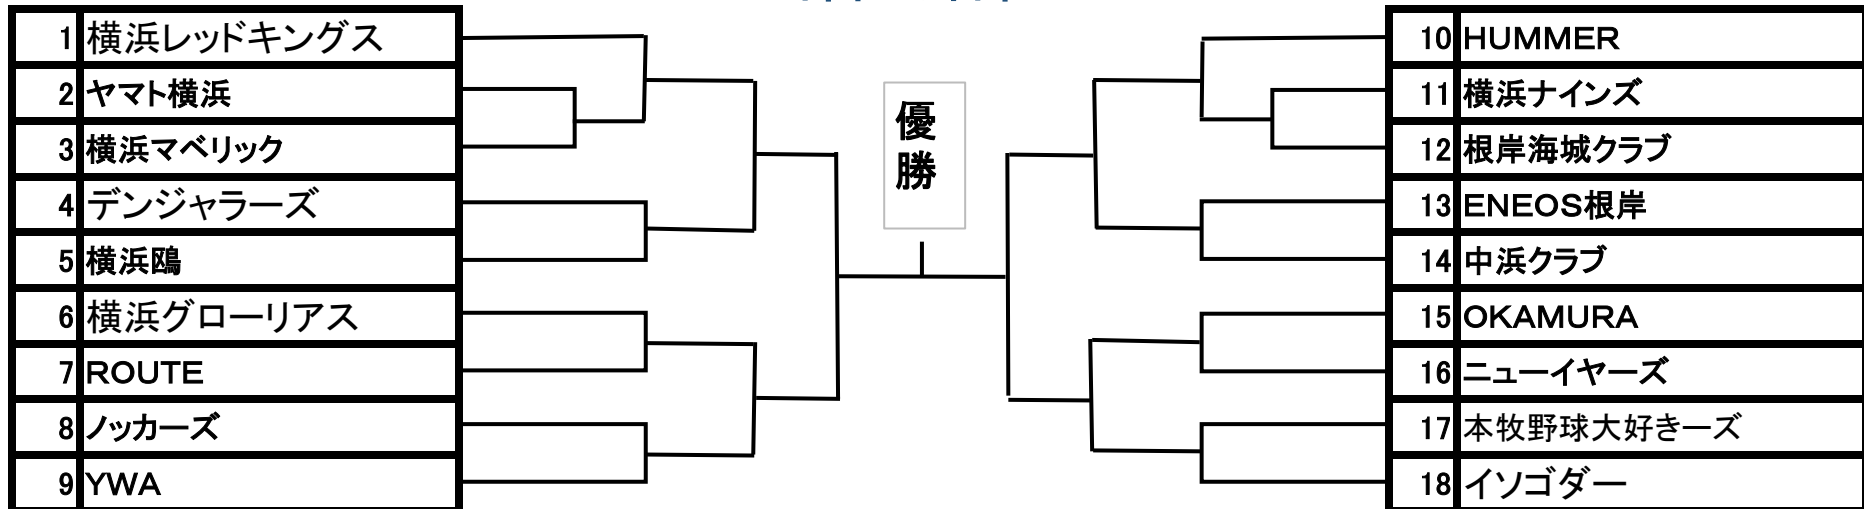 1 横浜レッドキングス
2 ヤマト横浜
3 横浜マベリック
4 デンジャラーズ
5 横浜鴎
6 横浜グローリアス
7 ROUTE
8 ノッカーズ
9 YWA
優勝
10 HUMMER
11 横浜ナインズ
12 根岸海城クラブ
13 ENEOS根岸
14 中浜クラブ
15 OKAMURA
16 ニューイヤーズ
17 本牧野球大好きーズ
18 イソゴダー